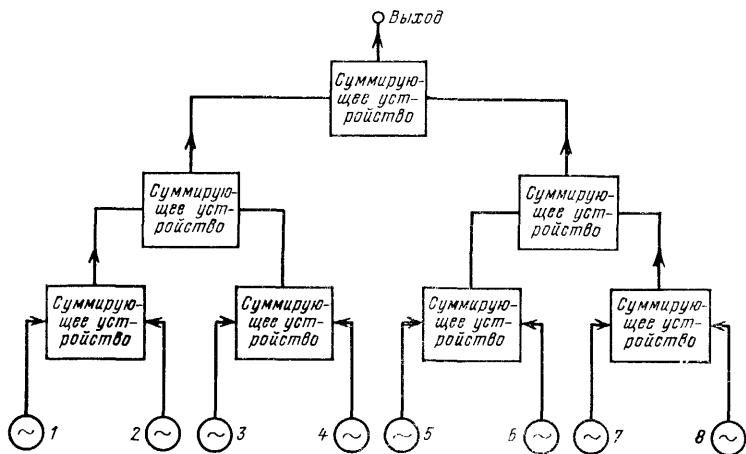 Выход
Суммирую-
щее уст-
ройство
Суммирую-
щее уст-
ройство
Суммирую-
щее уст-
ройство
Суммирую-
щее уст-
ройство
Суммирую-
щее уст-
ройство
Суммирую-
щее уст-
ройство
Суммирую-
щее уст-
ройство
1 2 3 4 5 6 7 8